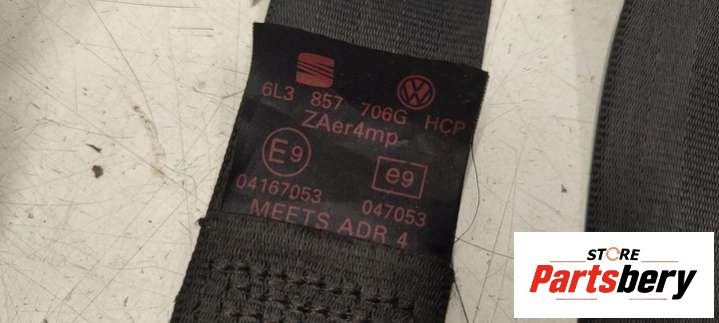 6L3 857 706G HCP
ZAer4mp
E9 e9
04167053 047053
MEETS ADR 4
STORE
Partsbery